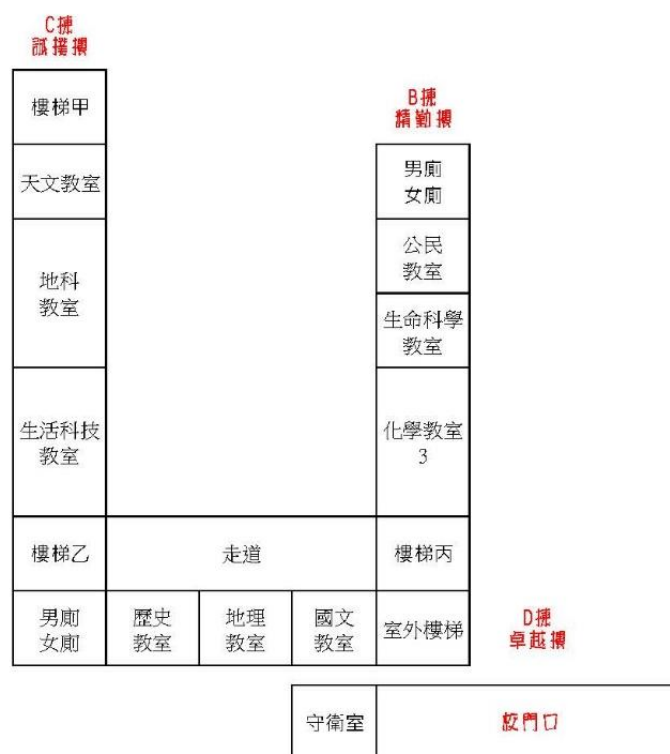 C棟
誠樸樓
樓梯甲
天文教室
地科
教室
生活科技
教室
樓梯乙
男廁
女廁
B棟
精勤樓
男廁
女廁
公民
教室
生命科學
教室
化學教室
3
走道
樓梯丙
歷史
教室
地理
教室
國文
教室
室外樓梯
D棟
卓越樓
守衛室
校門口